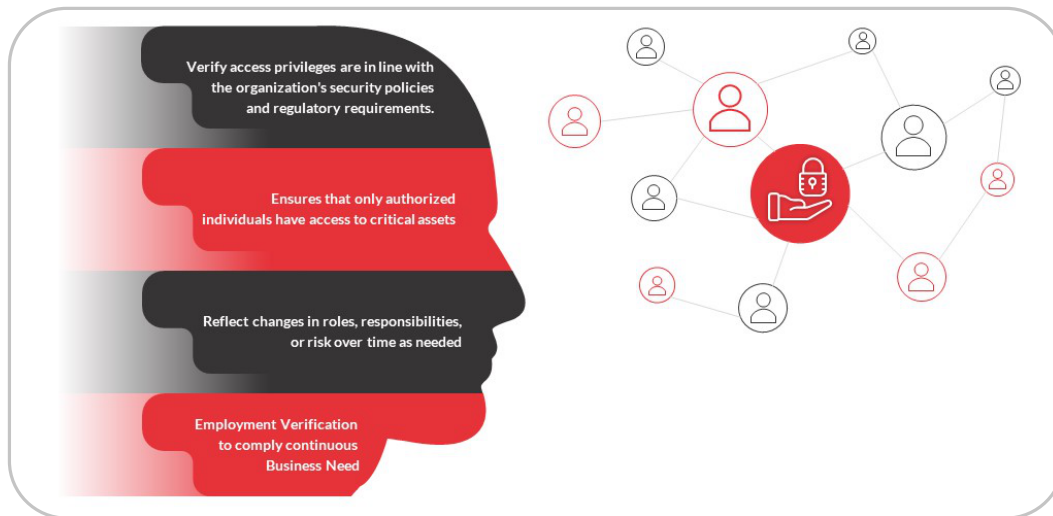 Verify access privileges are in line with
the organization's security policies
and regulatory requirements.
Ensures that only authorized
individuals have access to critical assets
Reflect changes in roles, responsibilities,
or risk over time as needed
Employment Verification
to comply continuous
Business Need